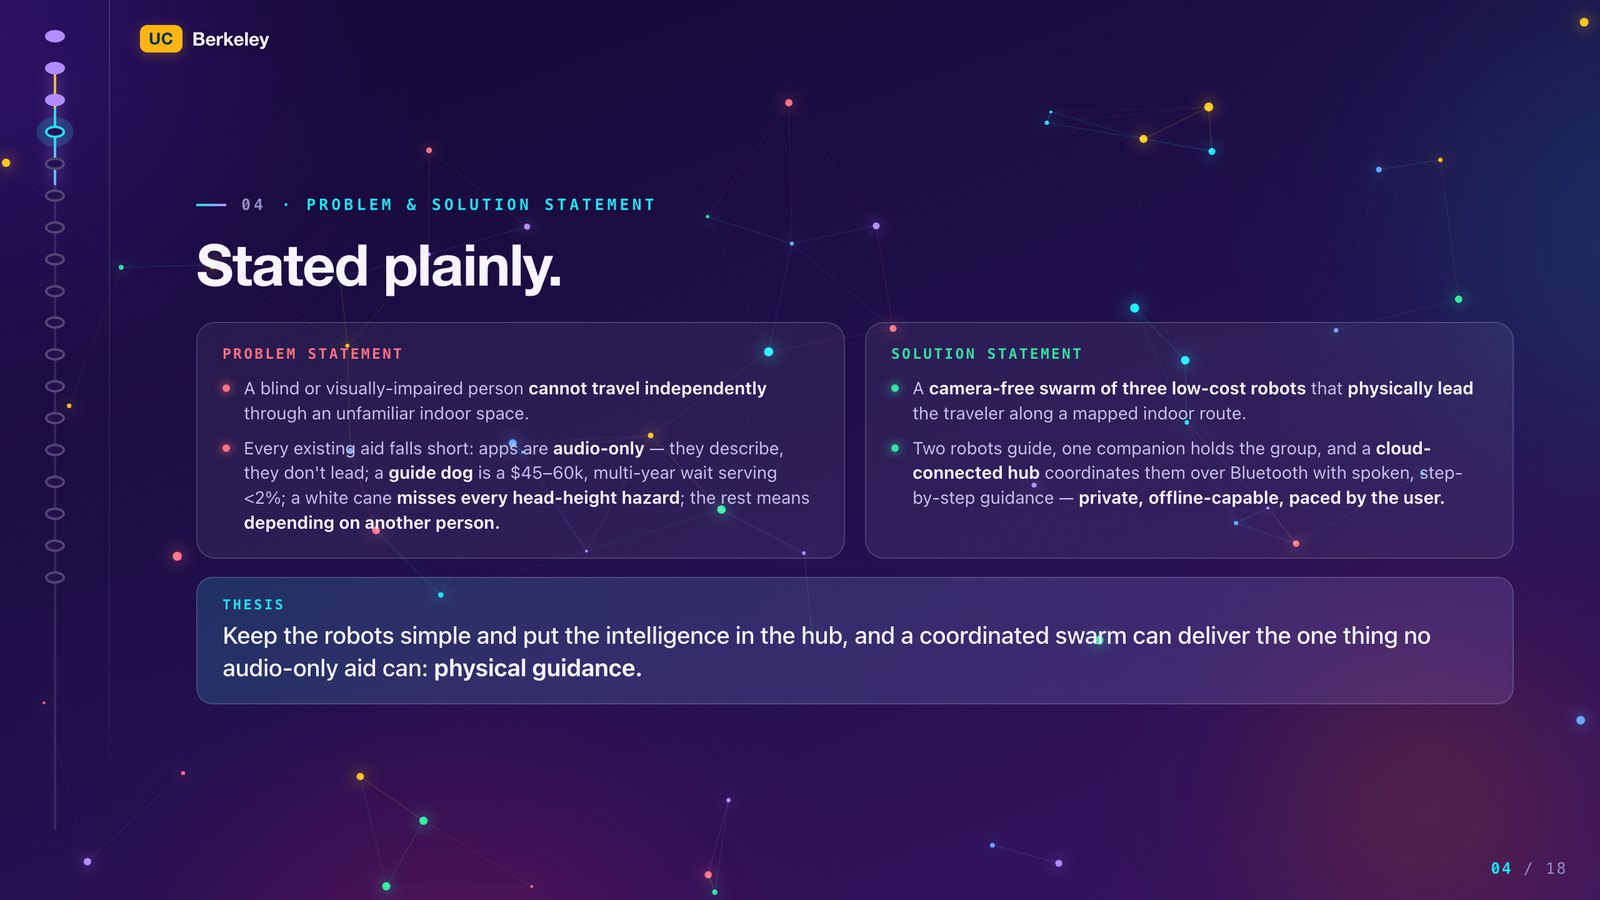 UC Berkeley
04 · PROBLEM & SOLUTION STATEMENT
Stated plainly.
PROBLEM STATEMENT
A blind or visually-impaired person cannot travel independently
through an unfamiliar indoor space.
Every existing aid falls short: apps are audio-only — they describe,
they don't lead; a guide dog is a $45–60k, multi-year wait serving
<2%; a white cane misses every head-height hazard; the rest means
depending on another person.
SOLUTION STATEMENT
A camera-free swarm of three low-cost robots that physically lead
the traveler along a mapped indoor route.
Two robots guide, one companion holds the group, and a cloud-
connected hub coordinates them over Bluetooth with spoken, step-
by-step guidance — private, offline-capable, paced by the user.
THESIS
Keep the robots simple and put the intelligence in the hub, and a coordinated swarm can deliver the one thing no
audio-only aid can: physical guidance.
04 / 18